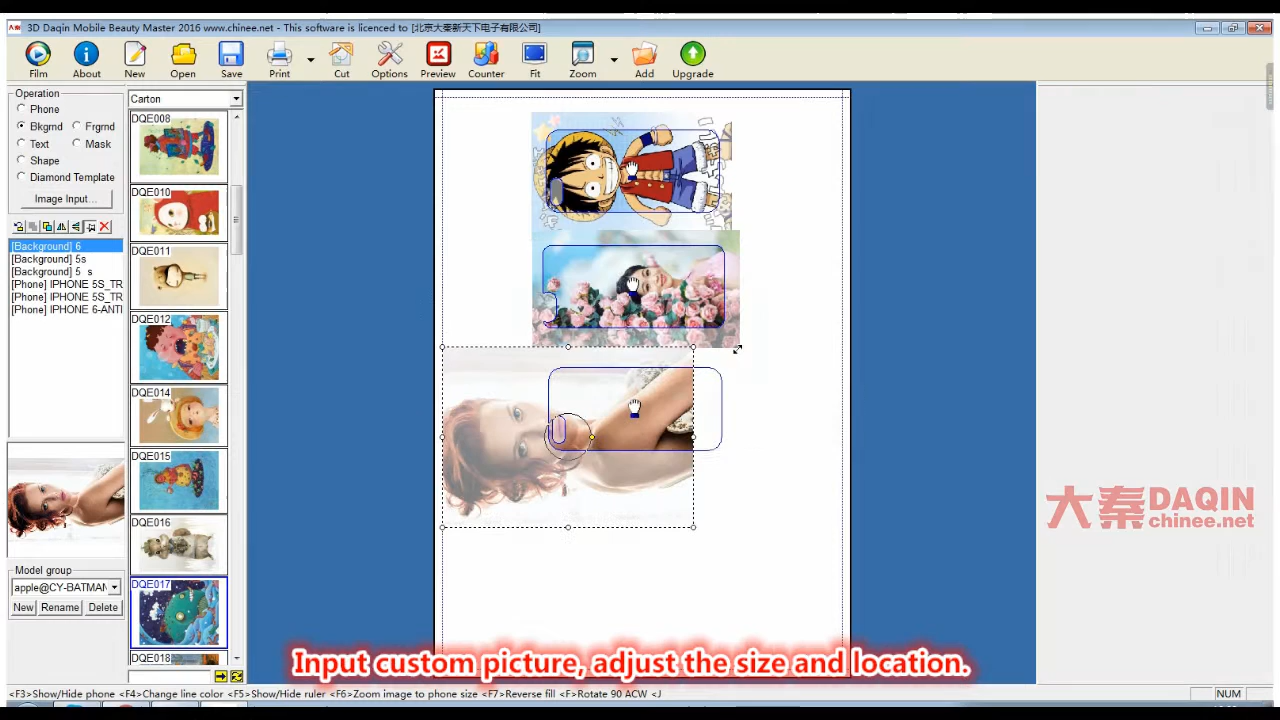 3D Daqin Mobile Beauty Master 2016 www.chinee.net - This software is licenced to [北京大秦新天下电子有限公司]
Film About New Open Save Print Cut Options Preview Counter Fit Zoom Add Upgrade
Operation
Phone
Bkgrnd Frgrnd
Text Mask
Shape
Diamond Template
Image Input...
[Background] 6
[Background] 5s
[Background] 5 s
[Phone] IPHONE 5S_TR
[Phone] IPHONE 5S_TR
[Phone] IPHONE 6-ANTI
Model group
apple@CY-BATMAN
New Rename Delete
Carton
DQE008
DQE010
DQE011
DQE012
DQE014
DQE015
DQE016
DQE017
DQE018
大秦 DAQIN
chinee.net
Input custom picture, adjust the size and location.
<F3>Show/Hide phone <F4>Change line color <F5>Show/Hide ruler <F6>Zoom image to phone size <F7>Reverse fill <F>Rotate 90 ACW <J
NUM